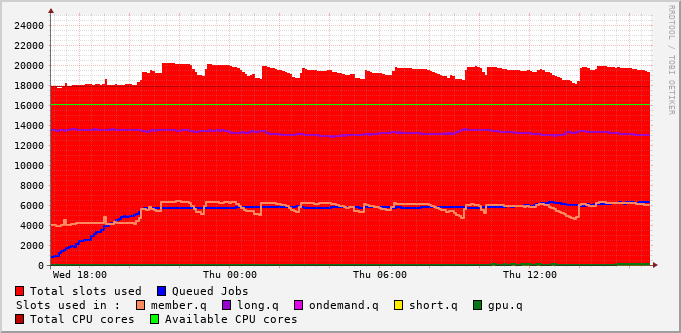 24000
22000
20000
18000
16000
14000
12000
10000
8000
6000
4000
2000
0
Wed 18:00 Thu 00:00 Thu 06:00 Thu 12:00
RRDTOOL / TOBI OETIKER
Total slots used Queued Jobs
Slots used in : member.q long.q ondemand.q short.q gpu.q
Total CPU cores Available CPU cores